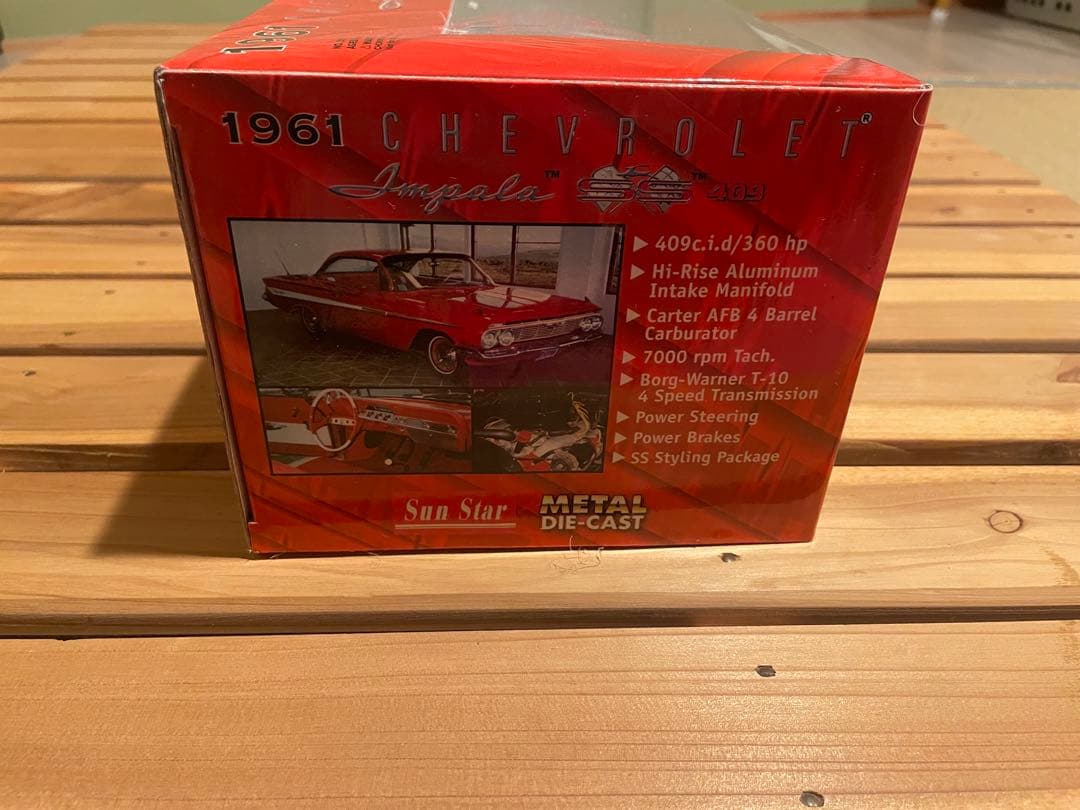 1961
1961 CHEVROLET®
Impala™ SS™ 409
▶ 409c.i.d/360 hp
▶ Hi-Rise Aluminum
Intake Manifold
▶ Carter AFB 4 Barrel
Carburator
▶ 7000 rpm Tach.
▶ Borg-Warner T-10
4 Speed Transmission
▶ Power Steering
▶ Power Brakes
▶ SS Styling Package
Sun Star
METAL
DIE-CAST